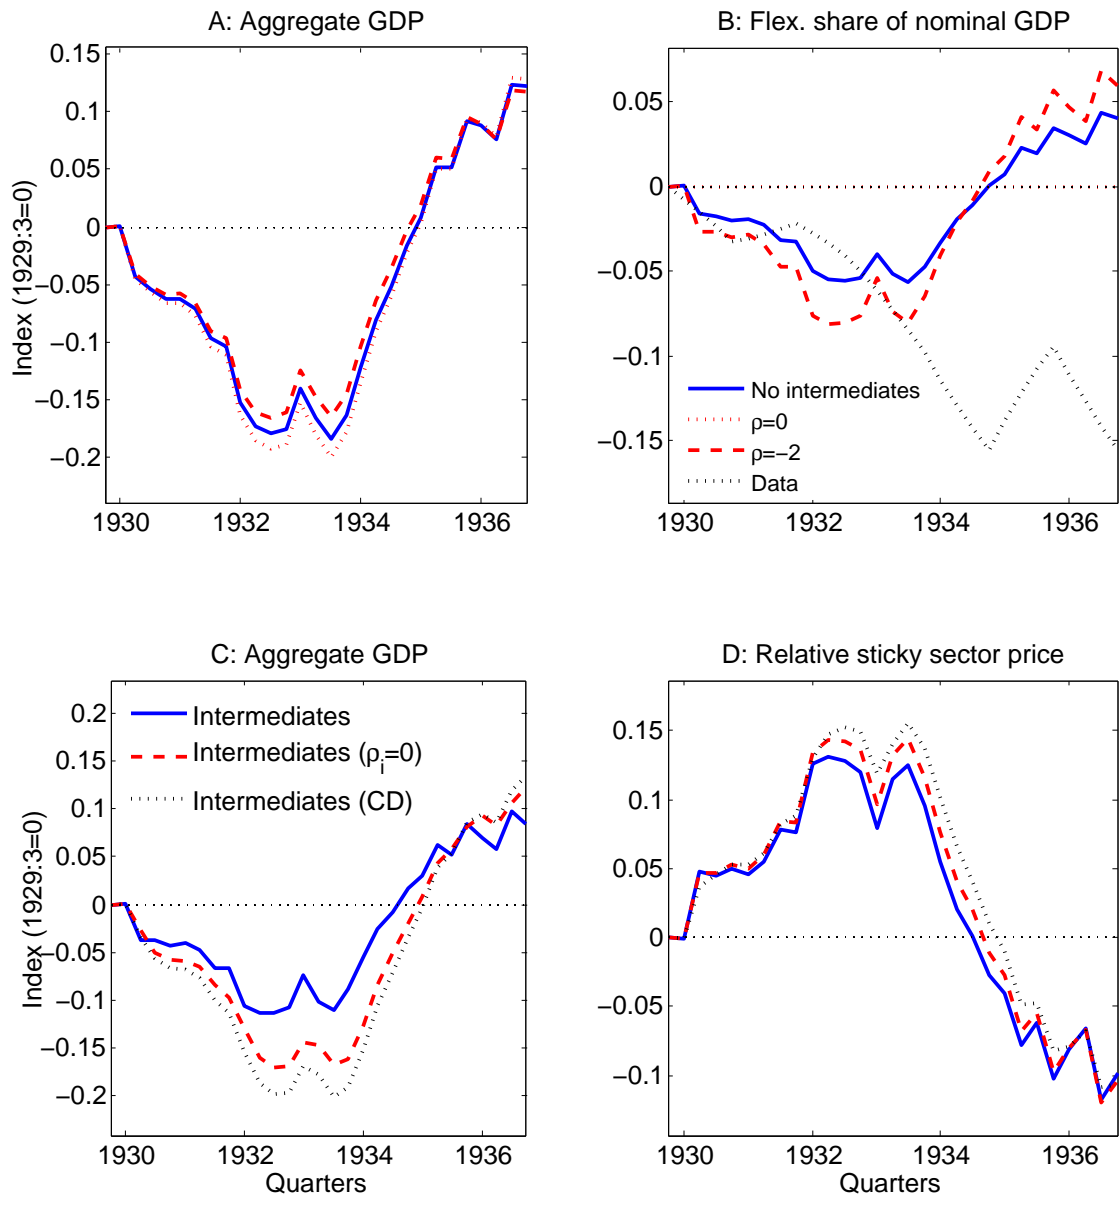 A: Aggregate GDP
0.15
0.1
0.05
0
−0.05
−0.1
−0.15
−0.2
Index (1929:3=0)
1930
1932
1934
1936
B: Flex. share of nominal GDP
0.05
0
−0.05
−0.1
−0.15
No intermediates
ρ=0
ρ=−2
Data
1930
1932
1934
1936
C: Aggregate GDP
0.2
0.15
0.1
0.05
0
−0.05
−0.1
−0.15
−0.2
Index (1929:3=0)
Intermediates
Intermediates (ρ_i=0)
Intermediates (CD)
1930
1932
1934
1936
Quarters
D: Relative sticky sector price
0.15
0.1
0.05
0
−0.05
−0.1
1930
1932
1934
1936
Quarters